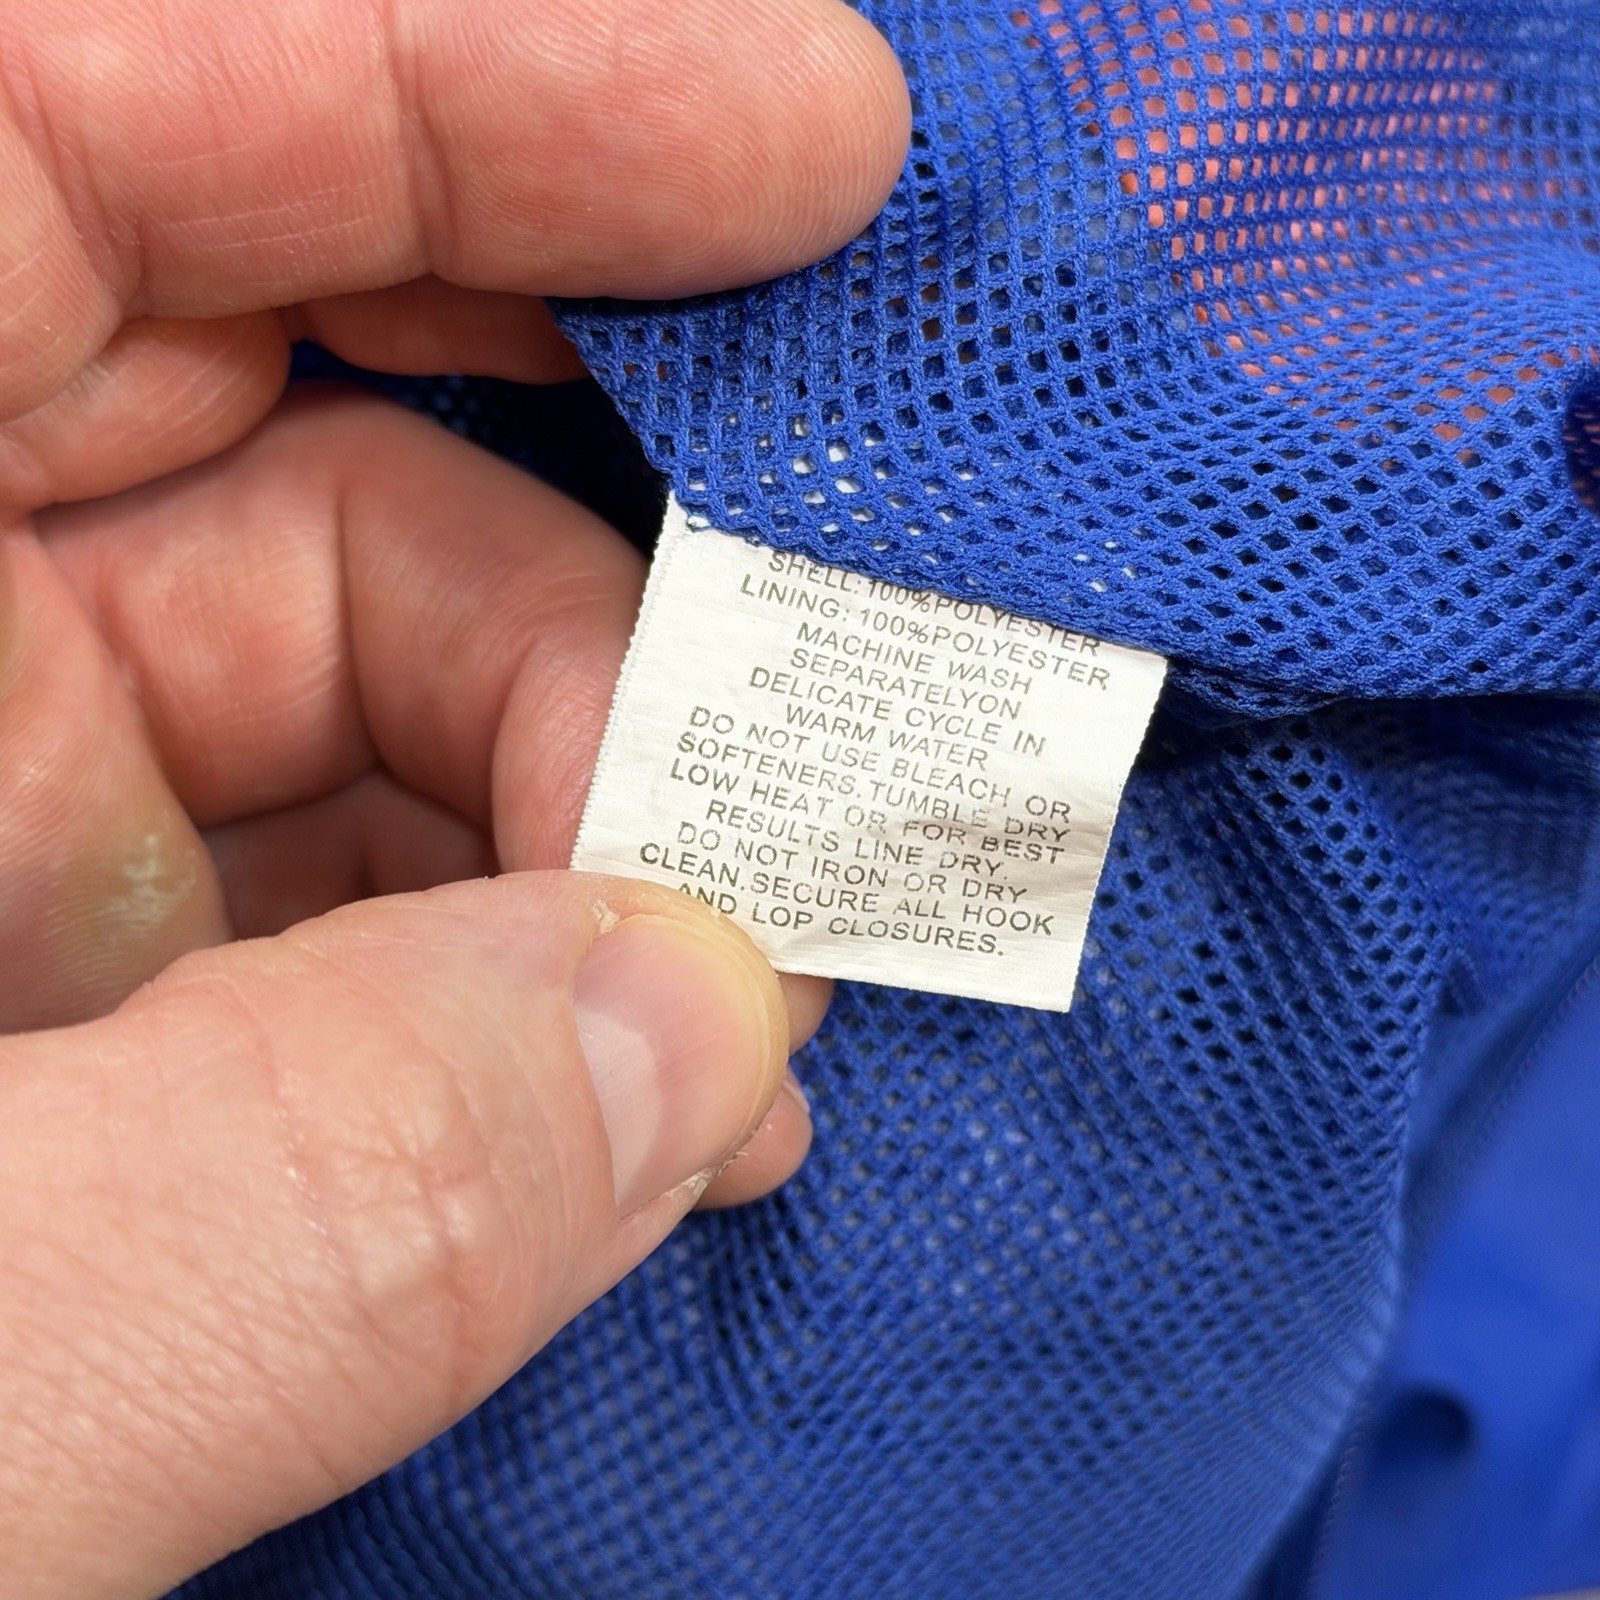 SHELL:100%POLYESTER
LINING:100%POLYESTER
MACHINE WASH
SEPARATELYON
DELICATE CYCLE IN
WARM WATER
DO NOT USE BLEACH OR
SOFTENERS.TUMBLE DRY
LOW HEAT OR FOR BEST
RESULTS LINE DRY.
DO NOT IRON OR DRY
CLEAN.SECURE ALL HOOK
AND LOP CLOSURES.